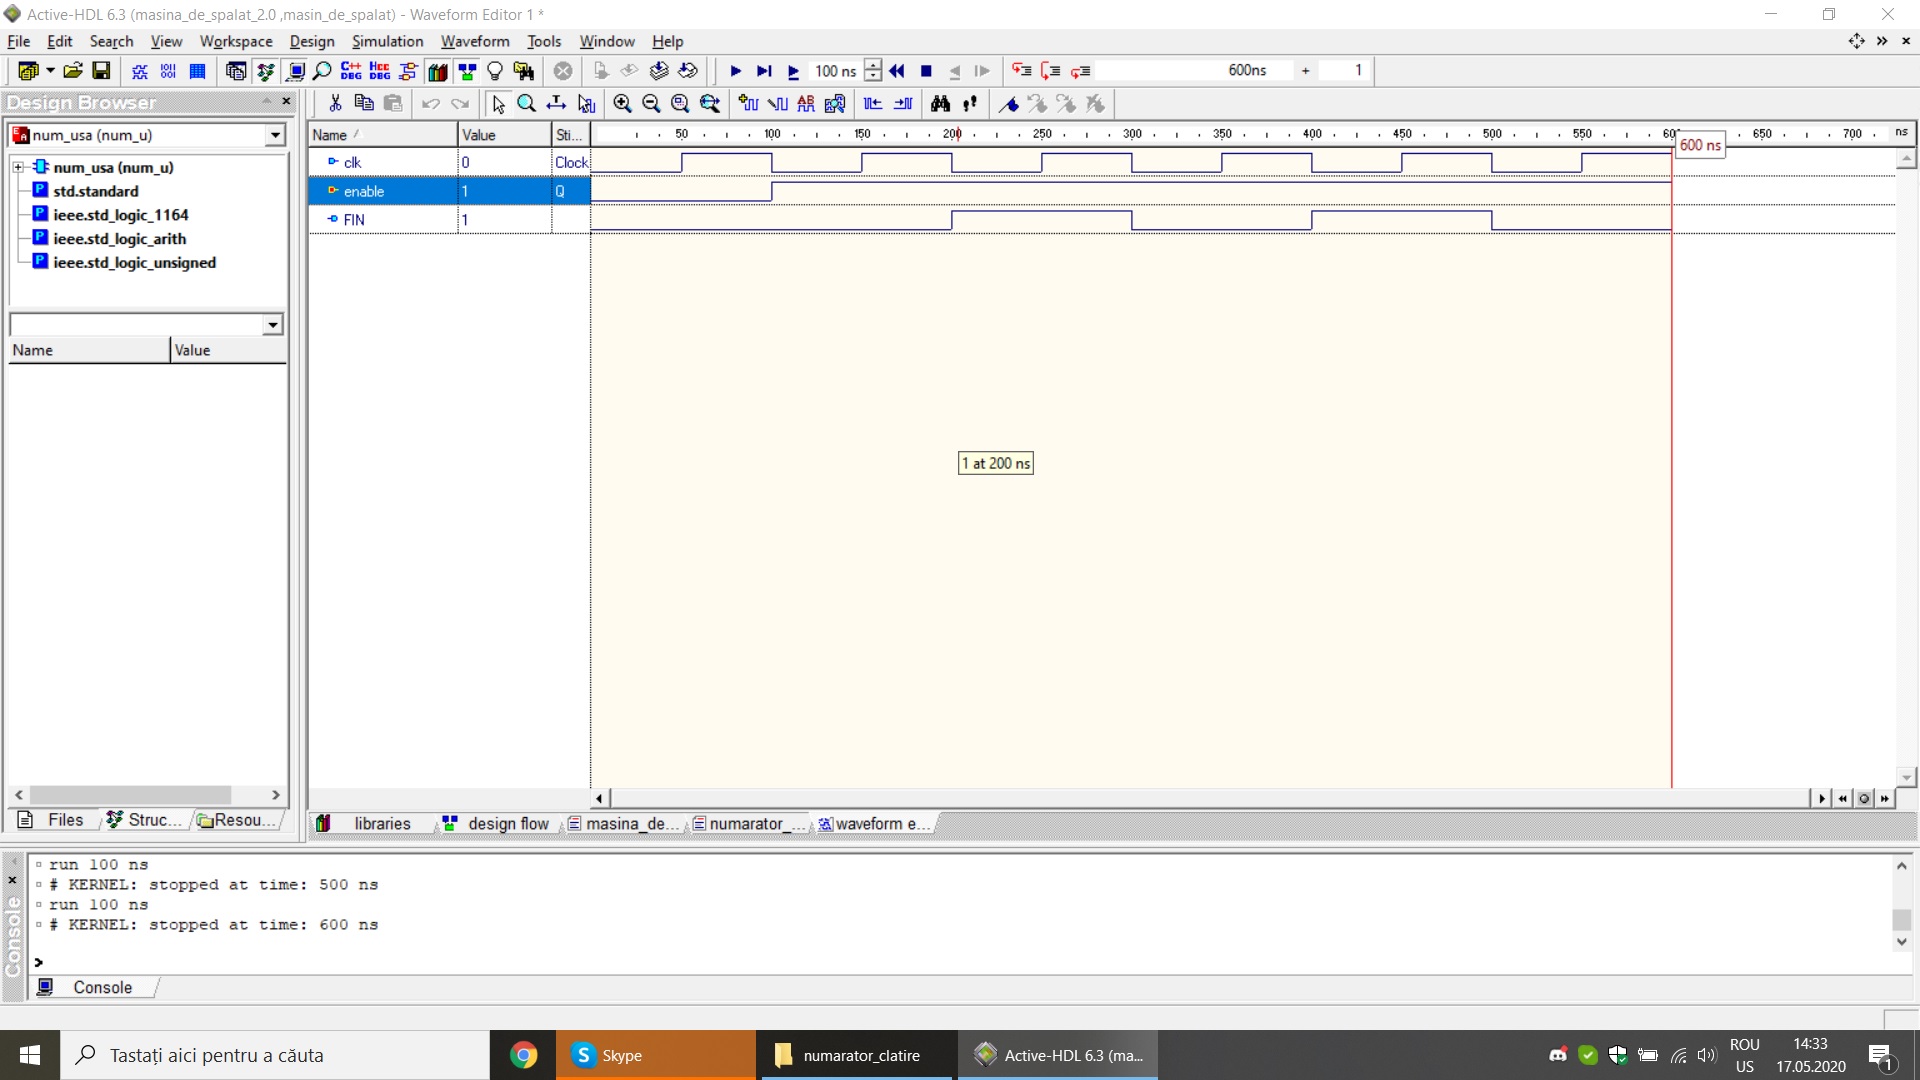 Active-HDL 6.3 (masina_de_spalat_2.0 ,masin_de_spalat) - Waveform Editor 1 *
File Edit Search View Workspace Design Simulation Waveform Tools Window Help
100 ns 600ns + 1
Design Browser
num_usa (num_u)
num_usa (num_u)
std.standard
ieee.std_logic_1164
ieee.std_logic_arith
ieee.std_logic_unsigned
Name Value
Files Struc... Resou...
Name Value Sti... 50 100 150 200 250 300 350 400 450 500 550 600 650 700 ns
600 ns
clk 0 Clock
enable 1 Q
FIN 1
1 at 200 ns
libraries design flow masina_de... numarator_... waveform e...
run 100 ns
# KERNEL: stopped at time: 500 ns
run 100 ns
# KERNEL: stopped at time: 600 ns
>
Console
Console
Tastați aici pentru a căuta
Skype
numarator_clatire
Active-HDL 6.3 (ma...
ROU
US
14:33
17.05.2020
1